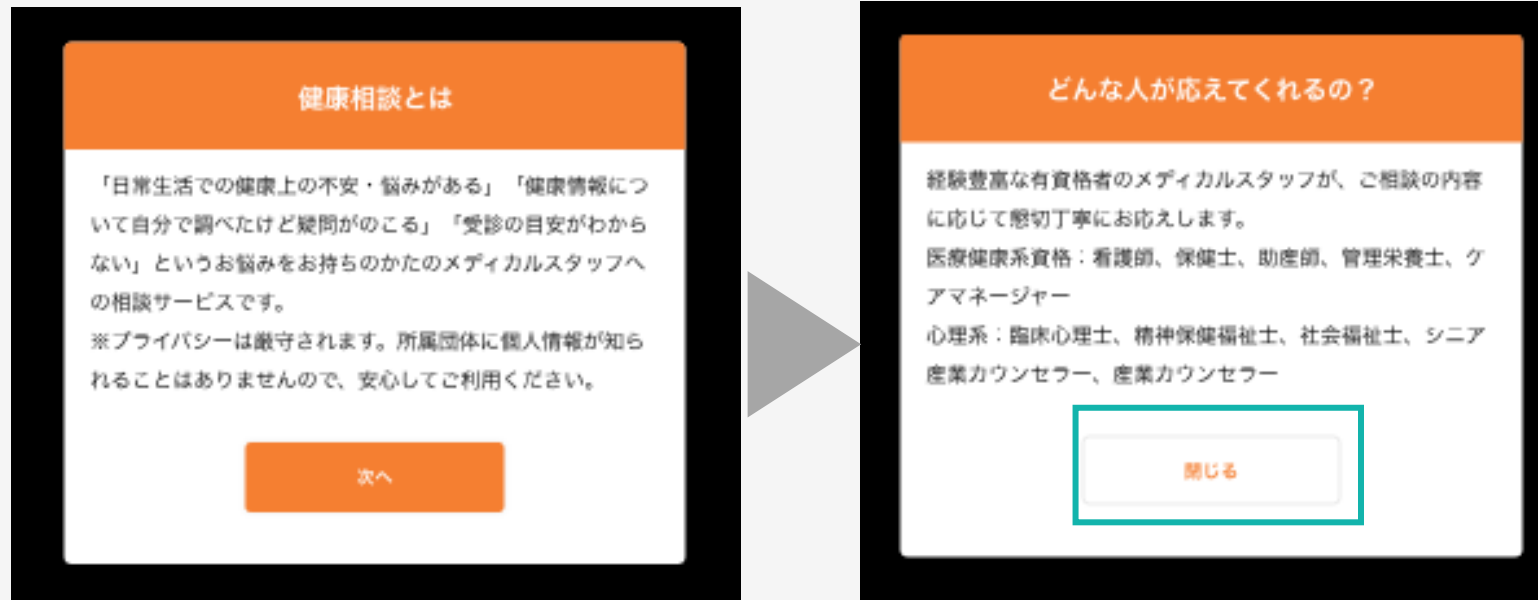 健康相談とは
「日常生活での健康上の不安・悩みがある」「健康情報につ
いて自分で調べたけど疑問がのこる」「受診の目安がわから
ない」というお悩みをお持ちのかたのメディカルスタッフへ
の相談サービスです。
※プライバシーは厳守されます。所属団体に個人情報が知ら
れることはありませんので、安心してご利用ください。
次へ
どんな人が応えてくれるの？
経験豊富な有資格者のメディカルスタッフが、ご相談の内容
に応じて懇切丁寧にお応えします。
医療健康系資格：看護師、保健士、助産師、管理栄養士、ケ
アマネージャー
心理系：臨床心理士、精神保健福祉士、社会福祉士、シニア
産業カウンセラー、産業カウンセラー
閉じる